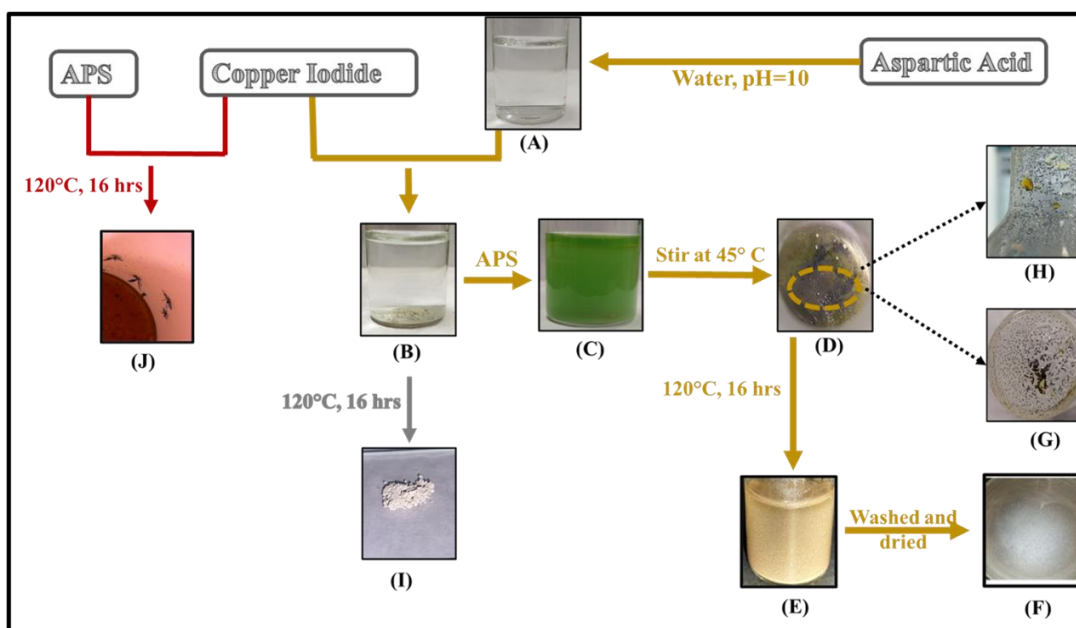 APS
Copper Iodide
Water, pH=10
Aspartic Acid
(A)
120°C, 16 hrs
(J)
(B)
APS
(C)
Stir at 45° C
(D)
(H)
(G)
120°C, 16 hrs
(I)
120°C, 16 hrs
(E)
Washed and
dried
(F)